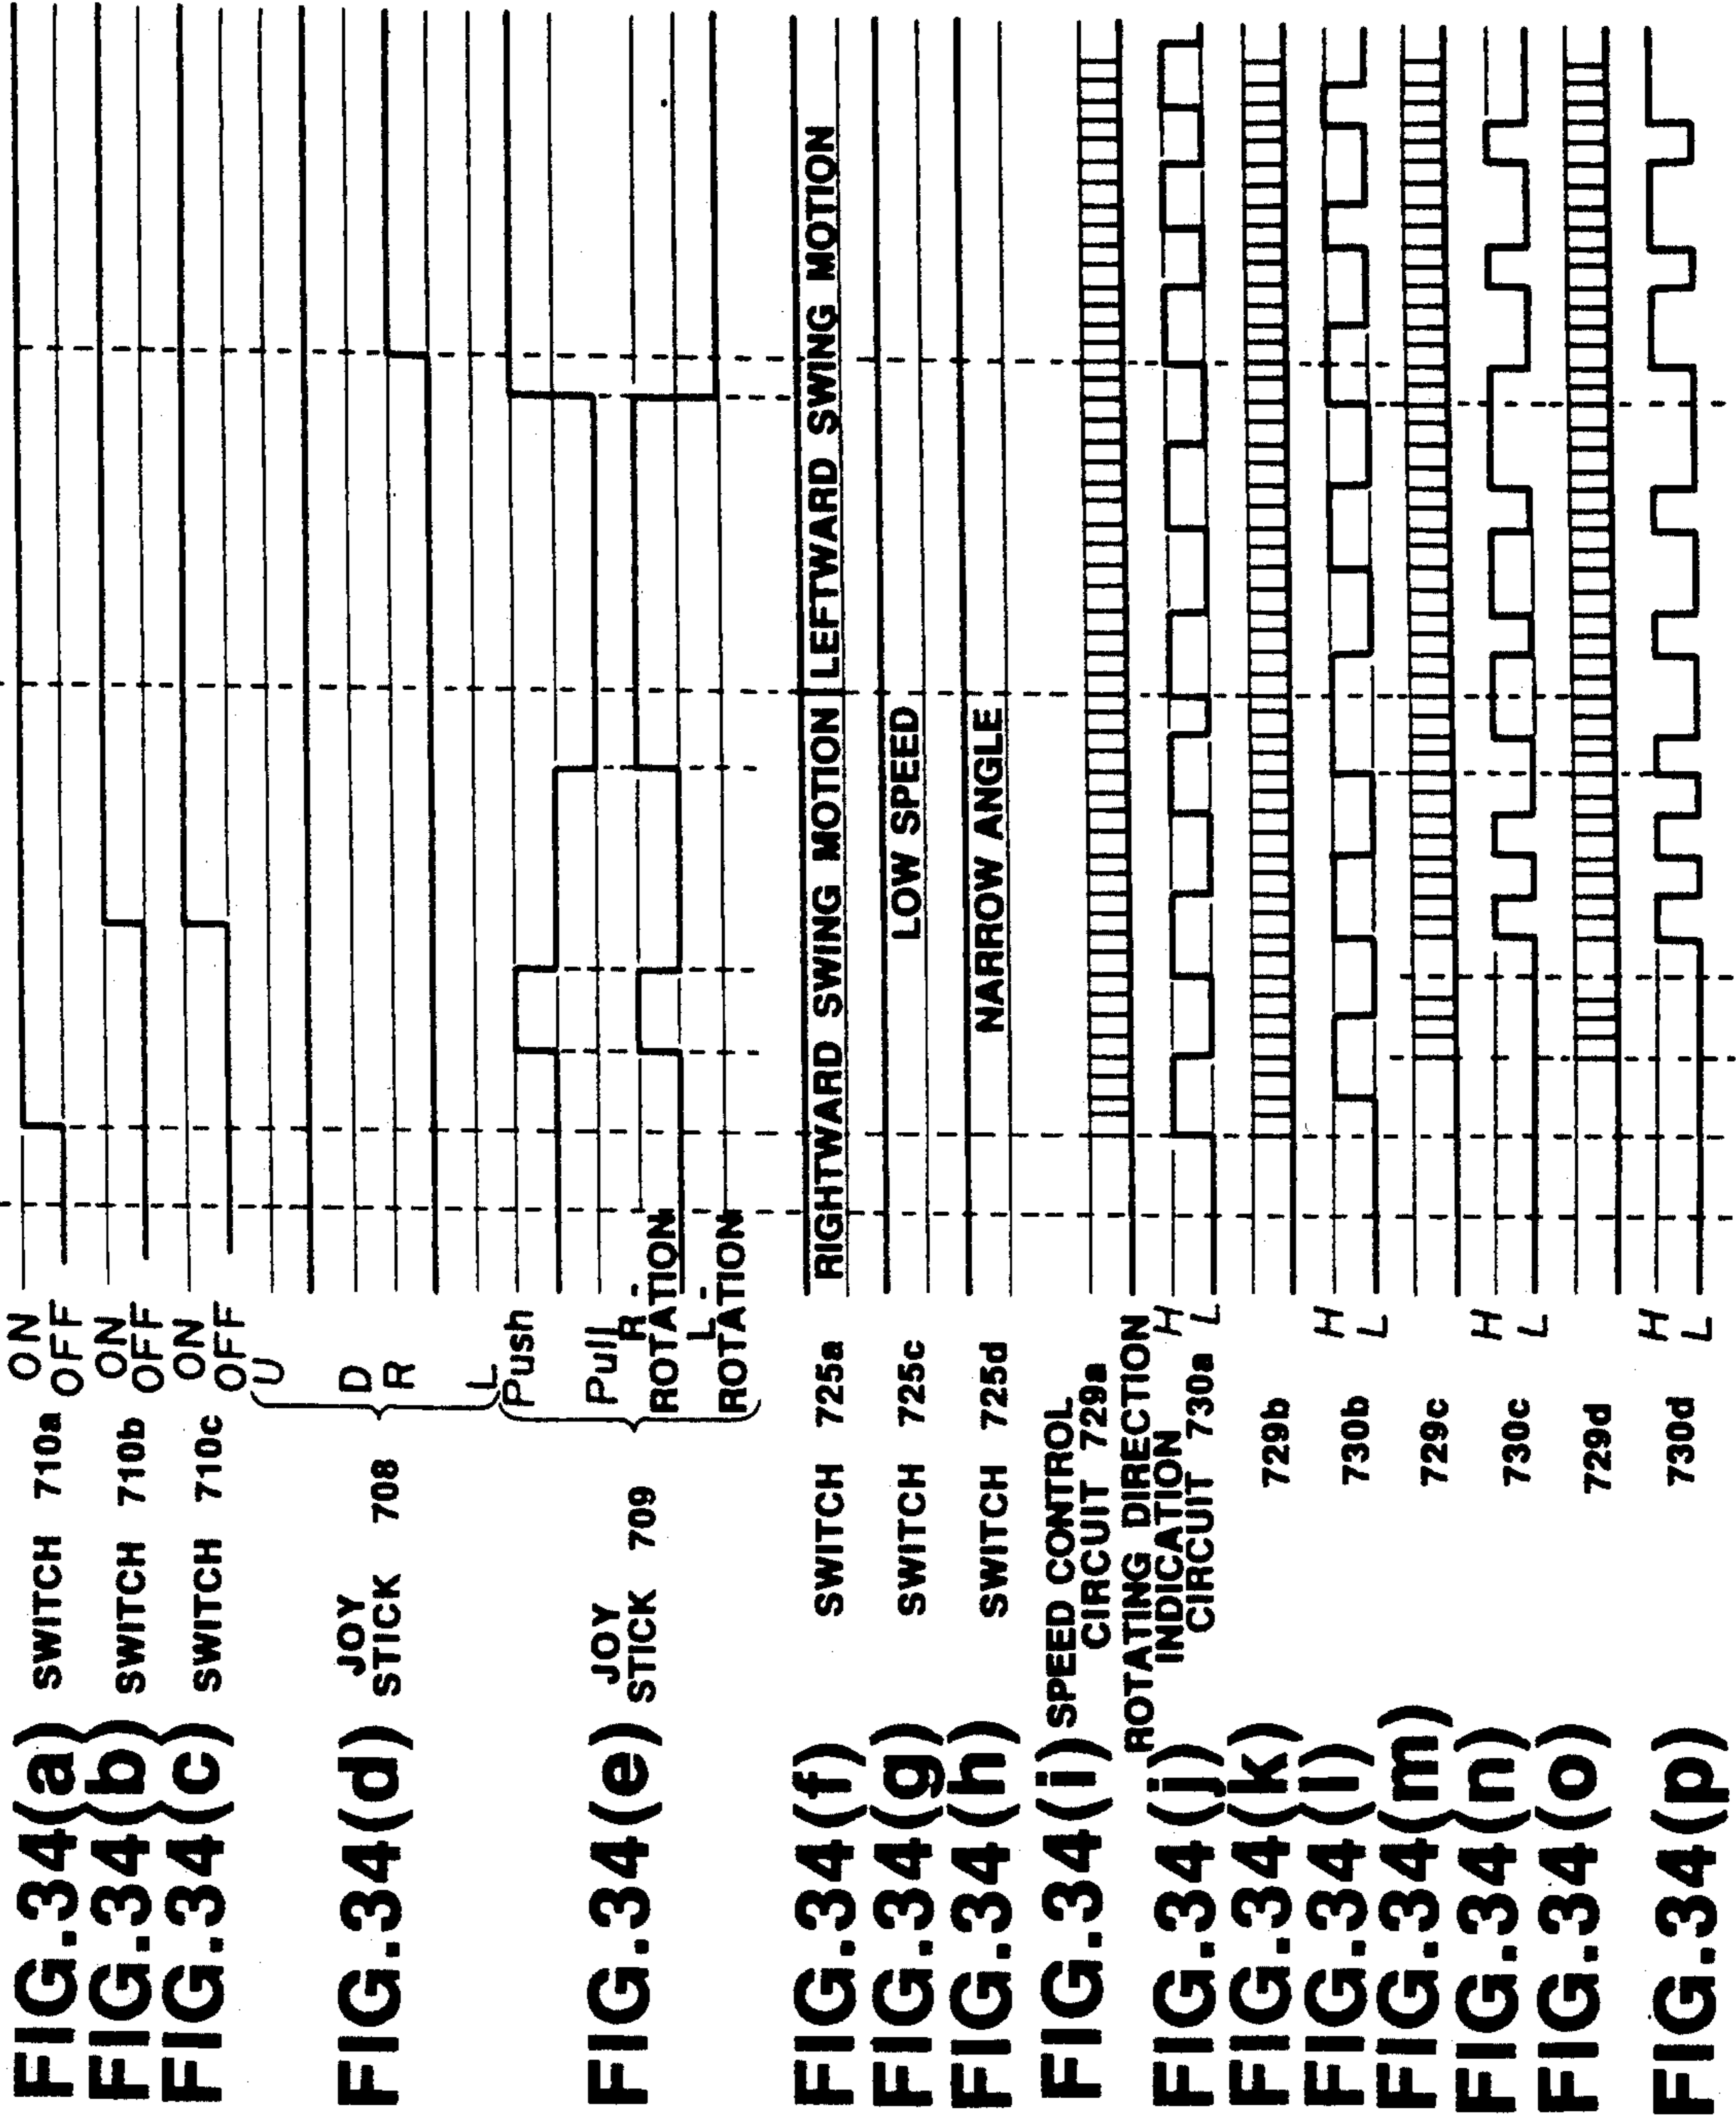 FIG.34(a) SWITCH 710a ON
OFF
FIG.34(b) SWITCH 710b ON
OFF
FIG.34(c) SWITCH 710c ON
OFF
FIG.34(d) JOY
STICK 708
U
D
R
L
FIG.34(e) JOY
STICK 709
Push
Pull
R
ROTATION
L
ROTATION
FIG.34(f) SWITCH 725a RIGHTWARD SWING MOTION LEFTWARD SWING MOTION
FIG.34(g) SWITCH 725c LOW SPEED
FIG.34(h) SWITCH 725d NARROW ANGLE
FIG.34(i) SPEED CONTROL
CIRCUIT 729a
FIG.34(j) ROTATING DIRECTION
INDICATION
CIRCUIT 730a
H
L
FIG.34(k) 729b
FIG.34(l) 730b H
L
FIG.34(m) 729c
FIG.34(n) 730c H
L
FIG.34(o) 729d
FIG.34(p) 730d H
L